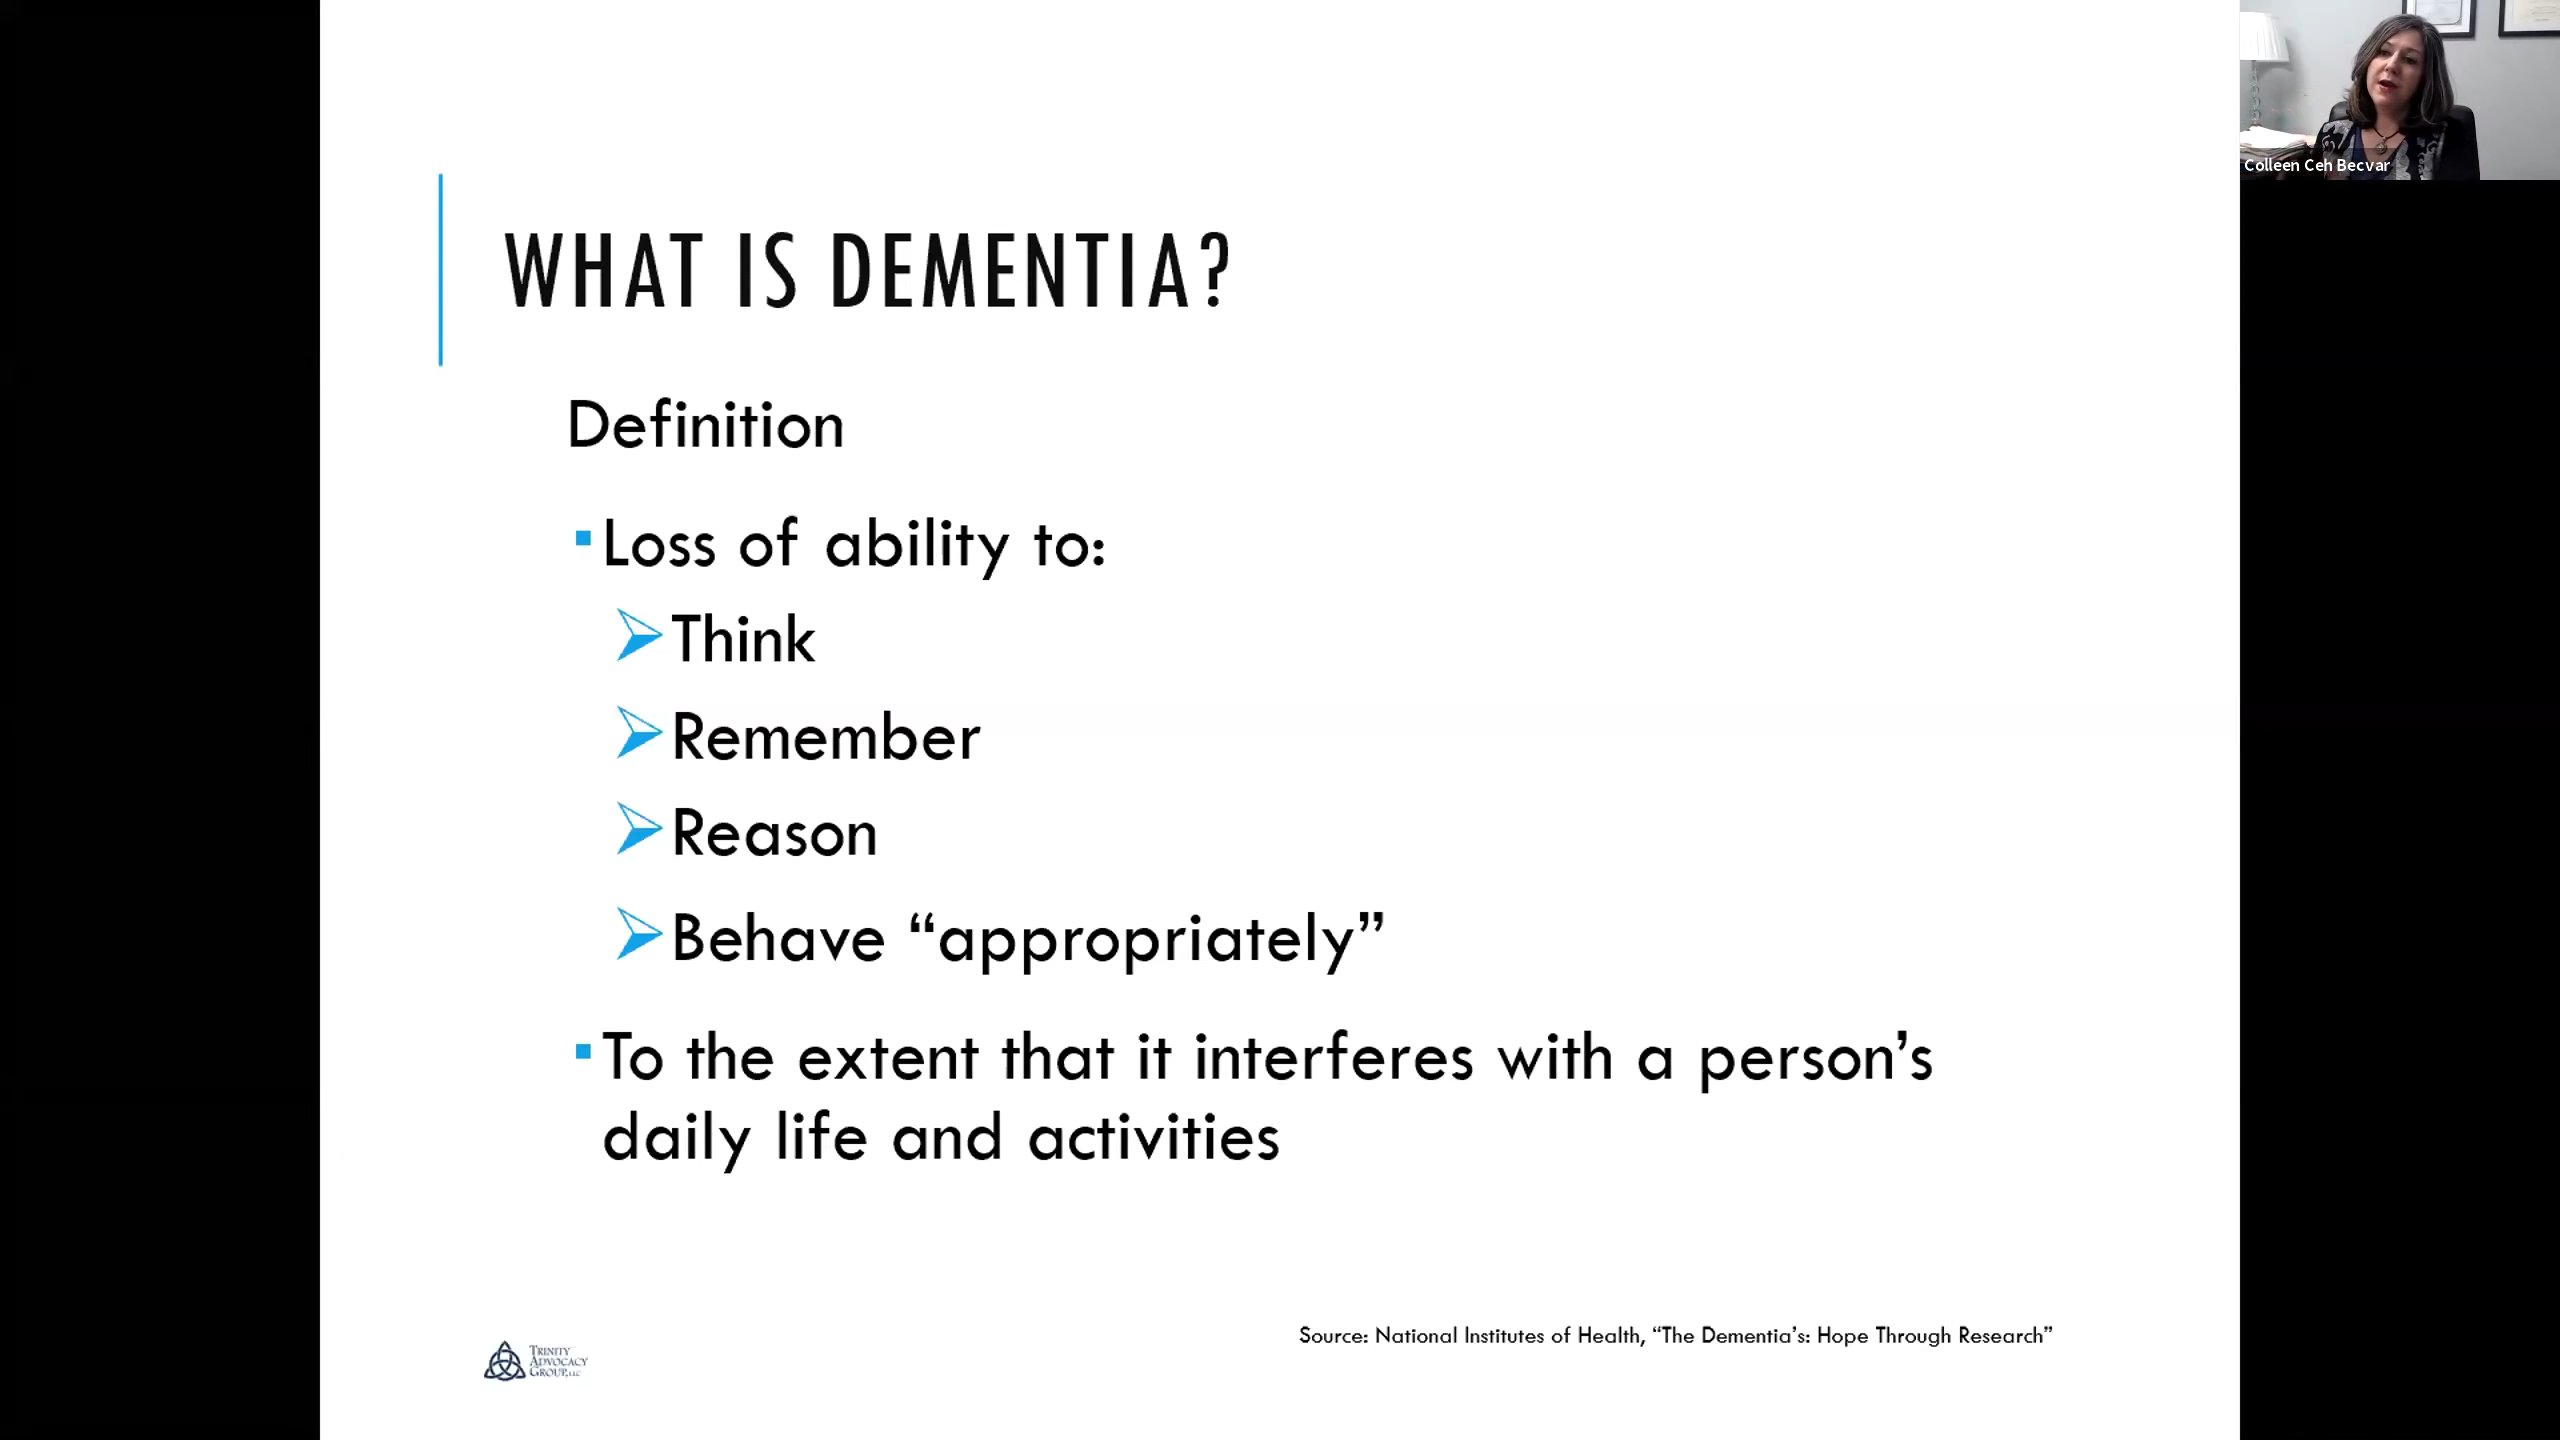 Colleen Ceh Becvar
WHAT IS DEMENTIA?
Definition
Loss of ability to:
Think
Remember
Reason
Behave “appropriately”
To the extent that it interferes with a person’s
daily life and activities
Source: National Institutes of Health, “The Dementia’s: Hope Through Research”
TRINITY
ADVOCACY
GROUP, LLC